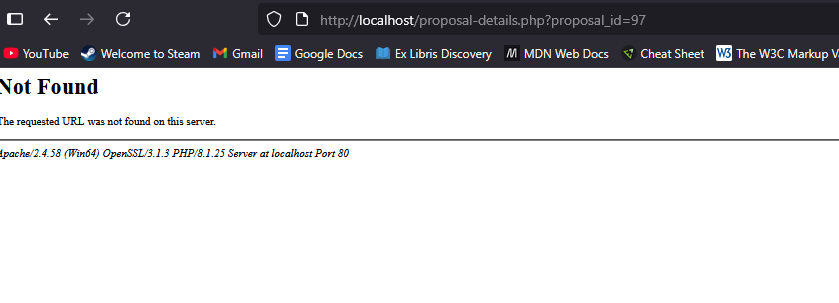 http://localhost/proposal-details.php?proposal_id=97
YouTube Welcome to Steam Gmail Google Docs Ex Libris Discovery MDN Web Docs Cheat Sheet W3 The W3C Markup V
Not Found
The requested URL was not found on this server.
Apache/2.4.58 (Win64) OpenSSL/3.1.3 PHP/8.1.25 Server at localhost Port 80